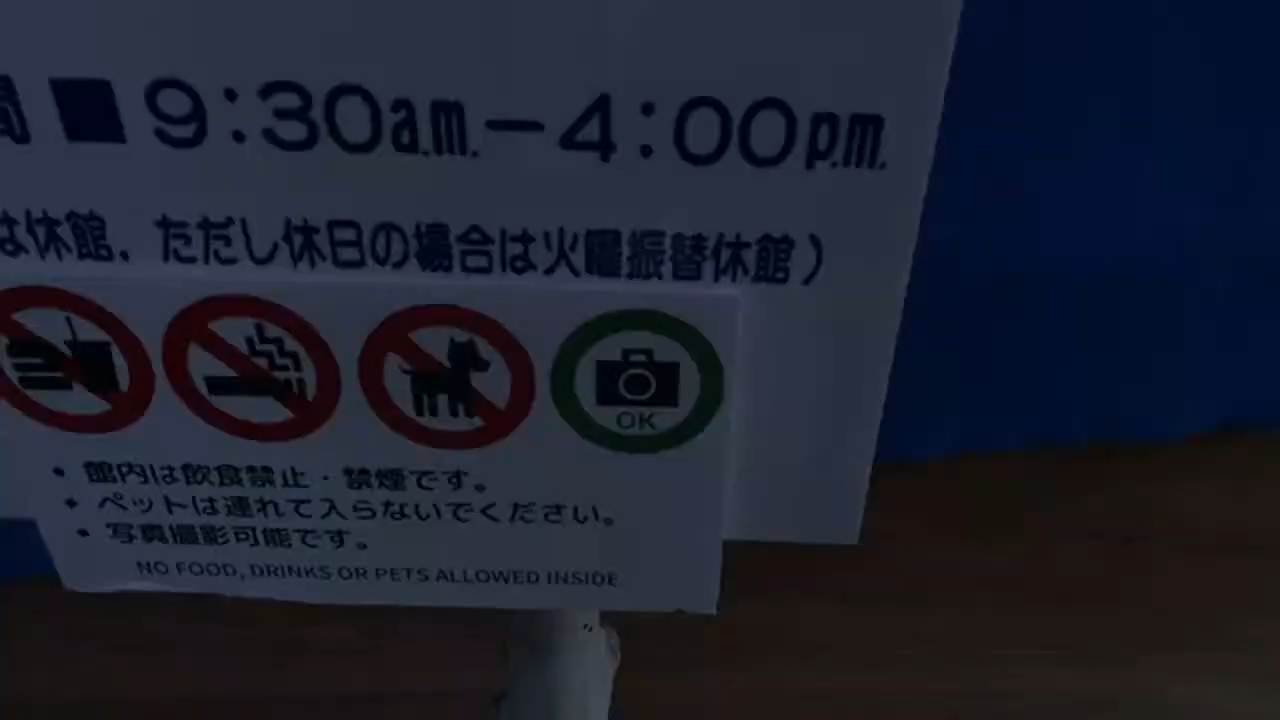 間■9:30a.m.−4:00p.m.
は休館，ただし休日の場合は火曜振替休館）
OK
• 館内は飲食禁止・禁煙です。
• ペットは連れて入らないでください。
• 写真撮影可能です。
NO FOOD, DRINKS OR PETS ALLOWED INSIDE